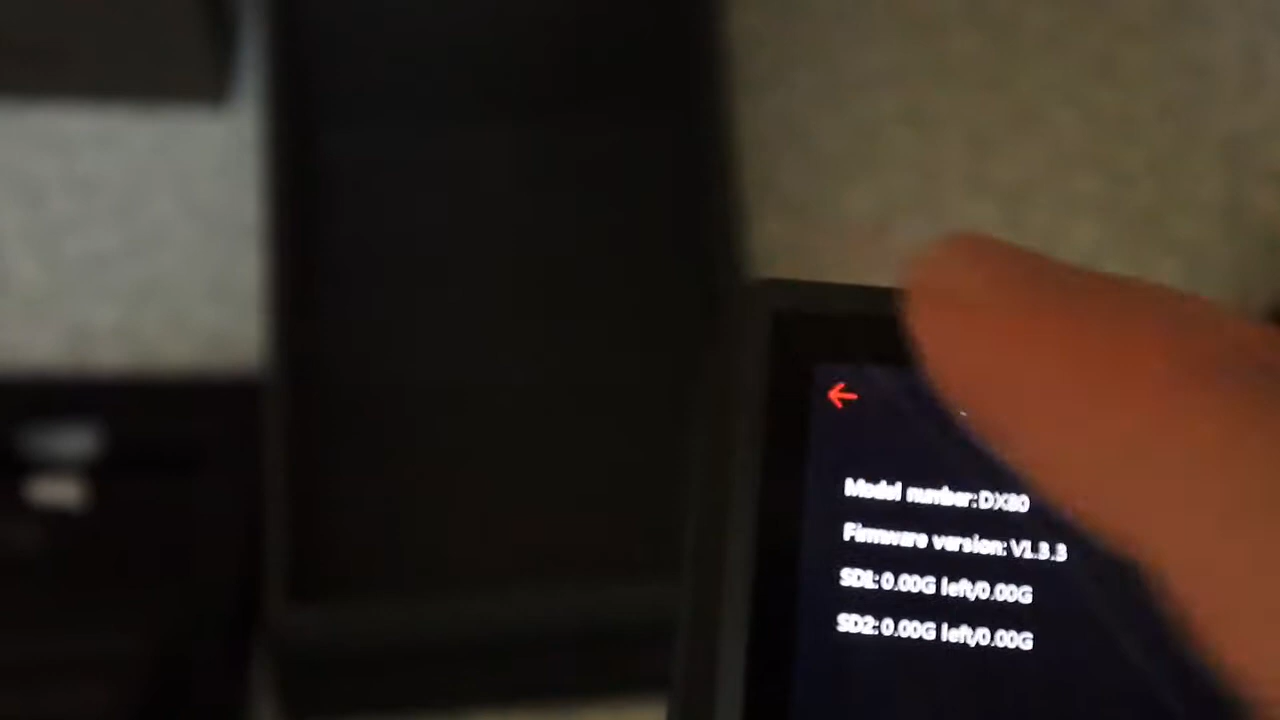 Model number: DX80
Firmware version: V1.3.3
SD1: 0.00G left/0.00G
SD2: 0.00G left/0.00G